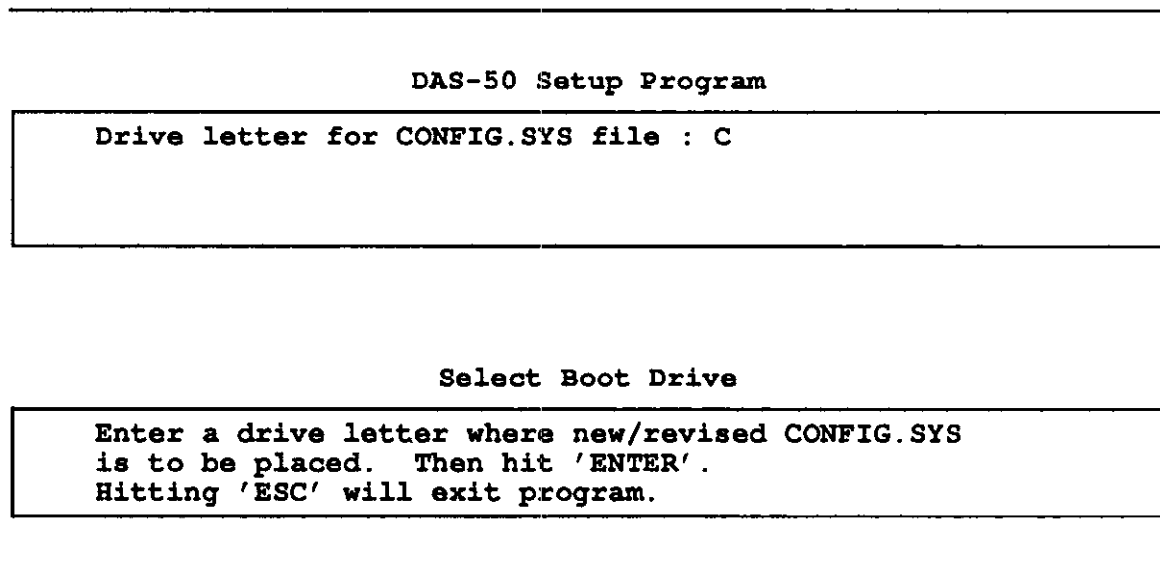 DAS-50 Setup Program
Drive letter for CONFIG.SYS file : C
Select Boot Drive
Enter a drive letter where new/revised CONFIG.SYS
is to be placed. Then hit 'ENTER'.
Hitting 'ESC' will exit program.